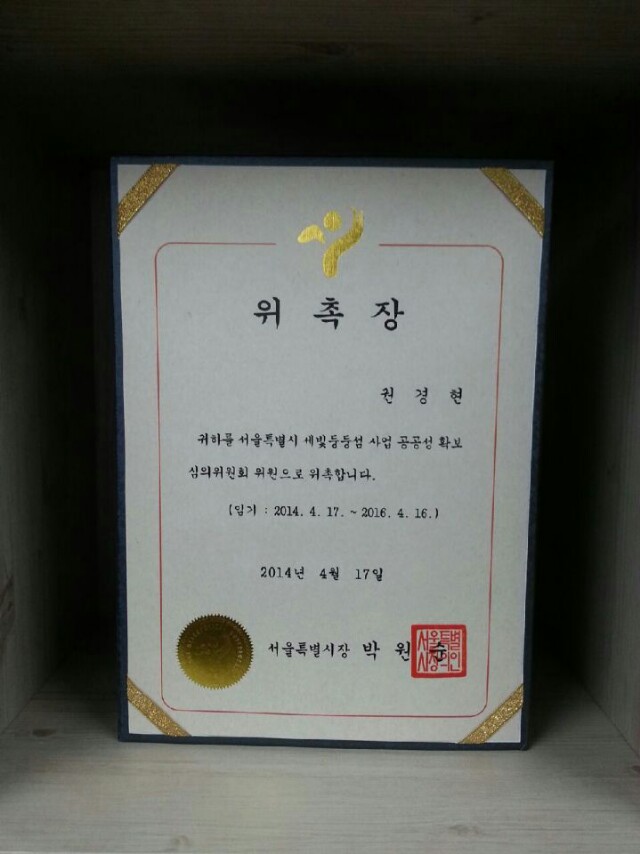 위 촉 장
권 경 현
귀하를 서울특별시 세빛둥둥섬 사업 공공성 확보
심의위원회 위원으로 위촉합니다.
(임기 : 2014. 4. 17. ~ 2016. 4. 16.)
2014년 4월 17일
서울특별시장 박 원 순
서울특별
시장의인